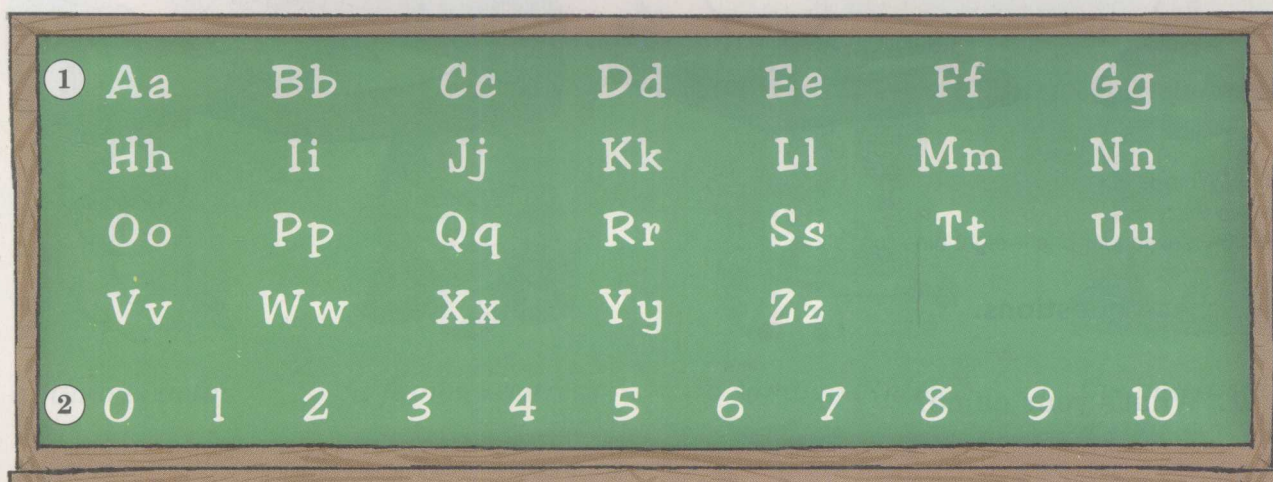 1 Aa Bb Cc Dd Ee Ff Gg
Hh Ii Jj Kk Ll Mm Nn
Oo Pp Qq Rr Ss Tt Uu
Vv Ww Xx Yy Zz
2 0 1 2 3 4 5 6 7 8 9 10